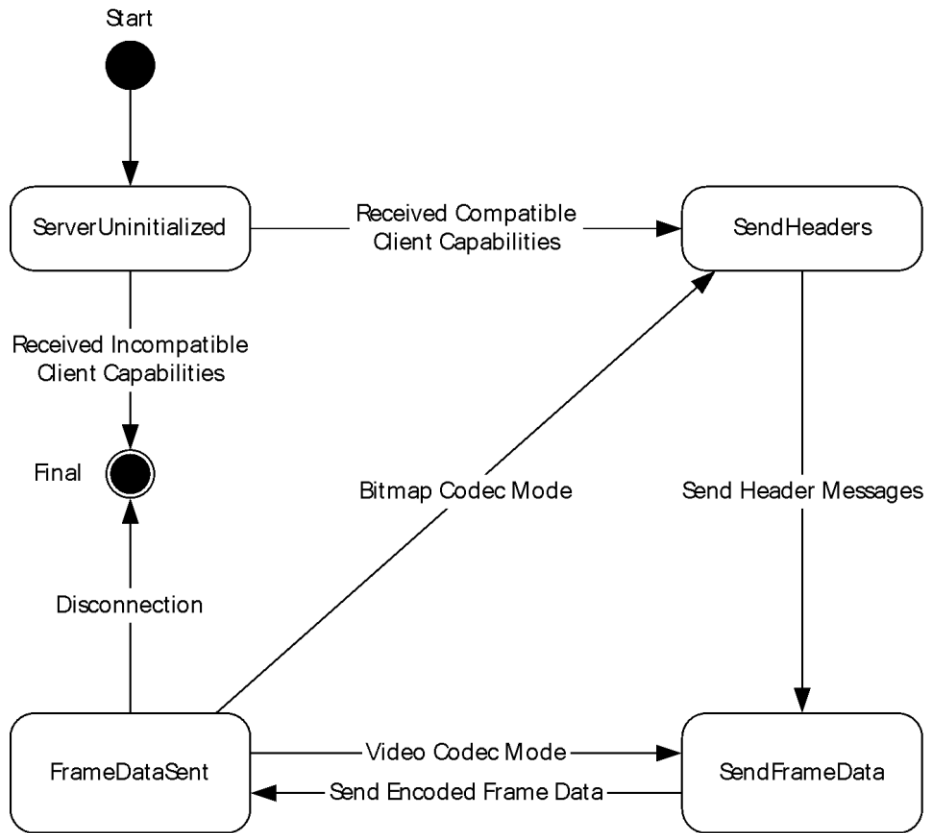 Start
ServerUninitialized
Received Compatible
Client Capabilities
SendHeaders
Received Incompatible
Client Capabilities
Final
Bitmap Codec Mode
Send Header Messages
Disconnection
FrameDataSent
Video Codec Mode
Send Encoded Frame Data
SendFrameData